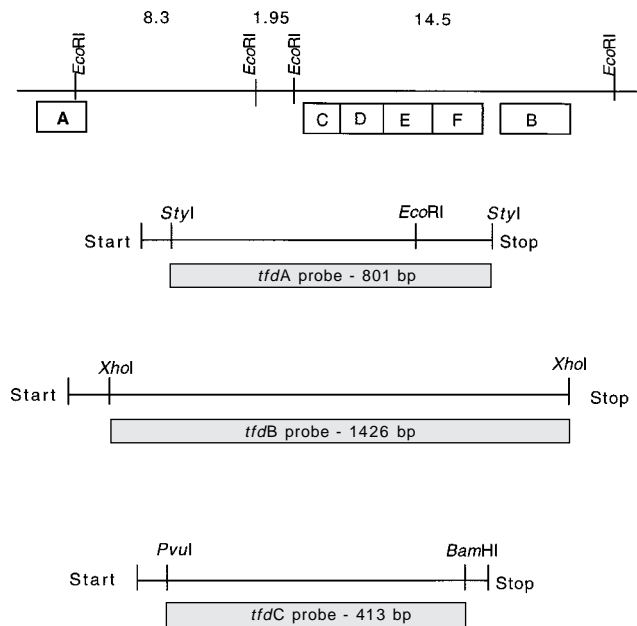 8.3 1.95 14.5
EcoRI EcoRI EcoRI EcoRI
A C D E F B
StyI EcoRI StyI
Start Stop
tfdA probe - 801 bp
XhoI XhoI
Start Stop
tfdB probe - 1426 bp
PvuI BamHI
Start Stop
tfdC probe - 413 bp